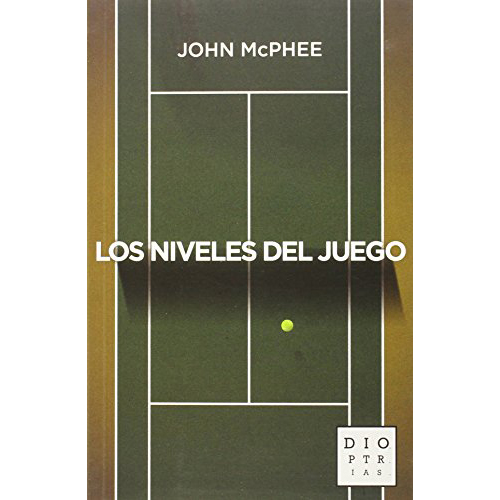 JOHN McPHEE
LOS NIVELES DEL JUEGO
DIO
PTR
IAS